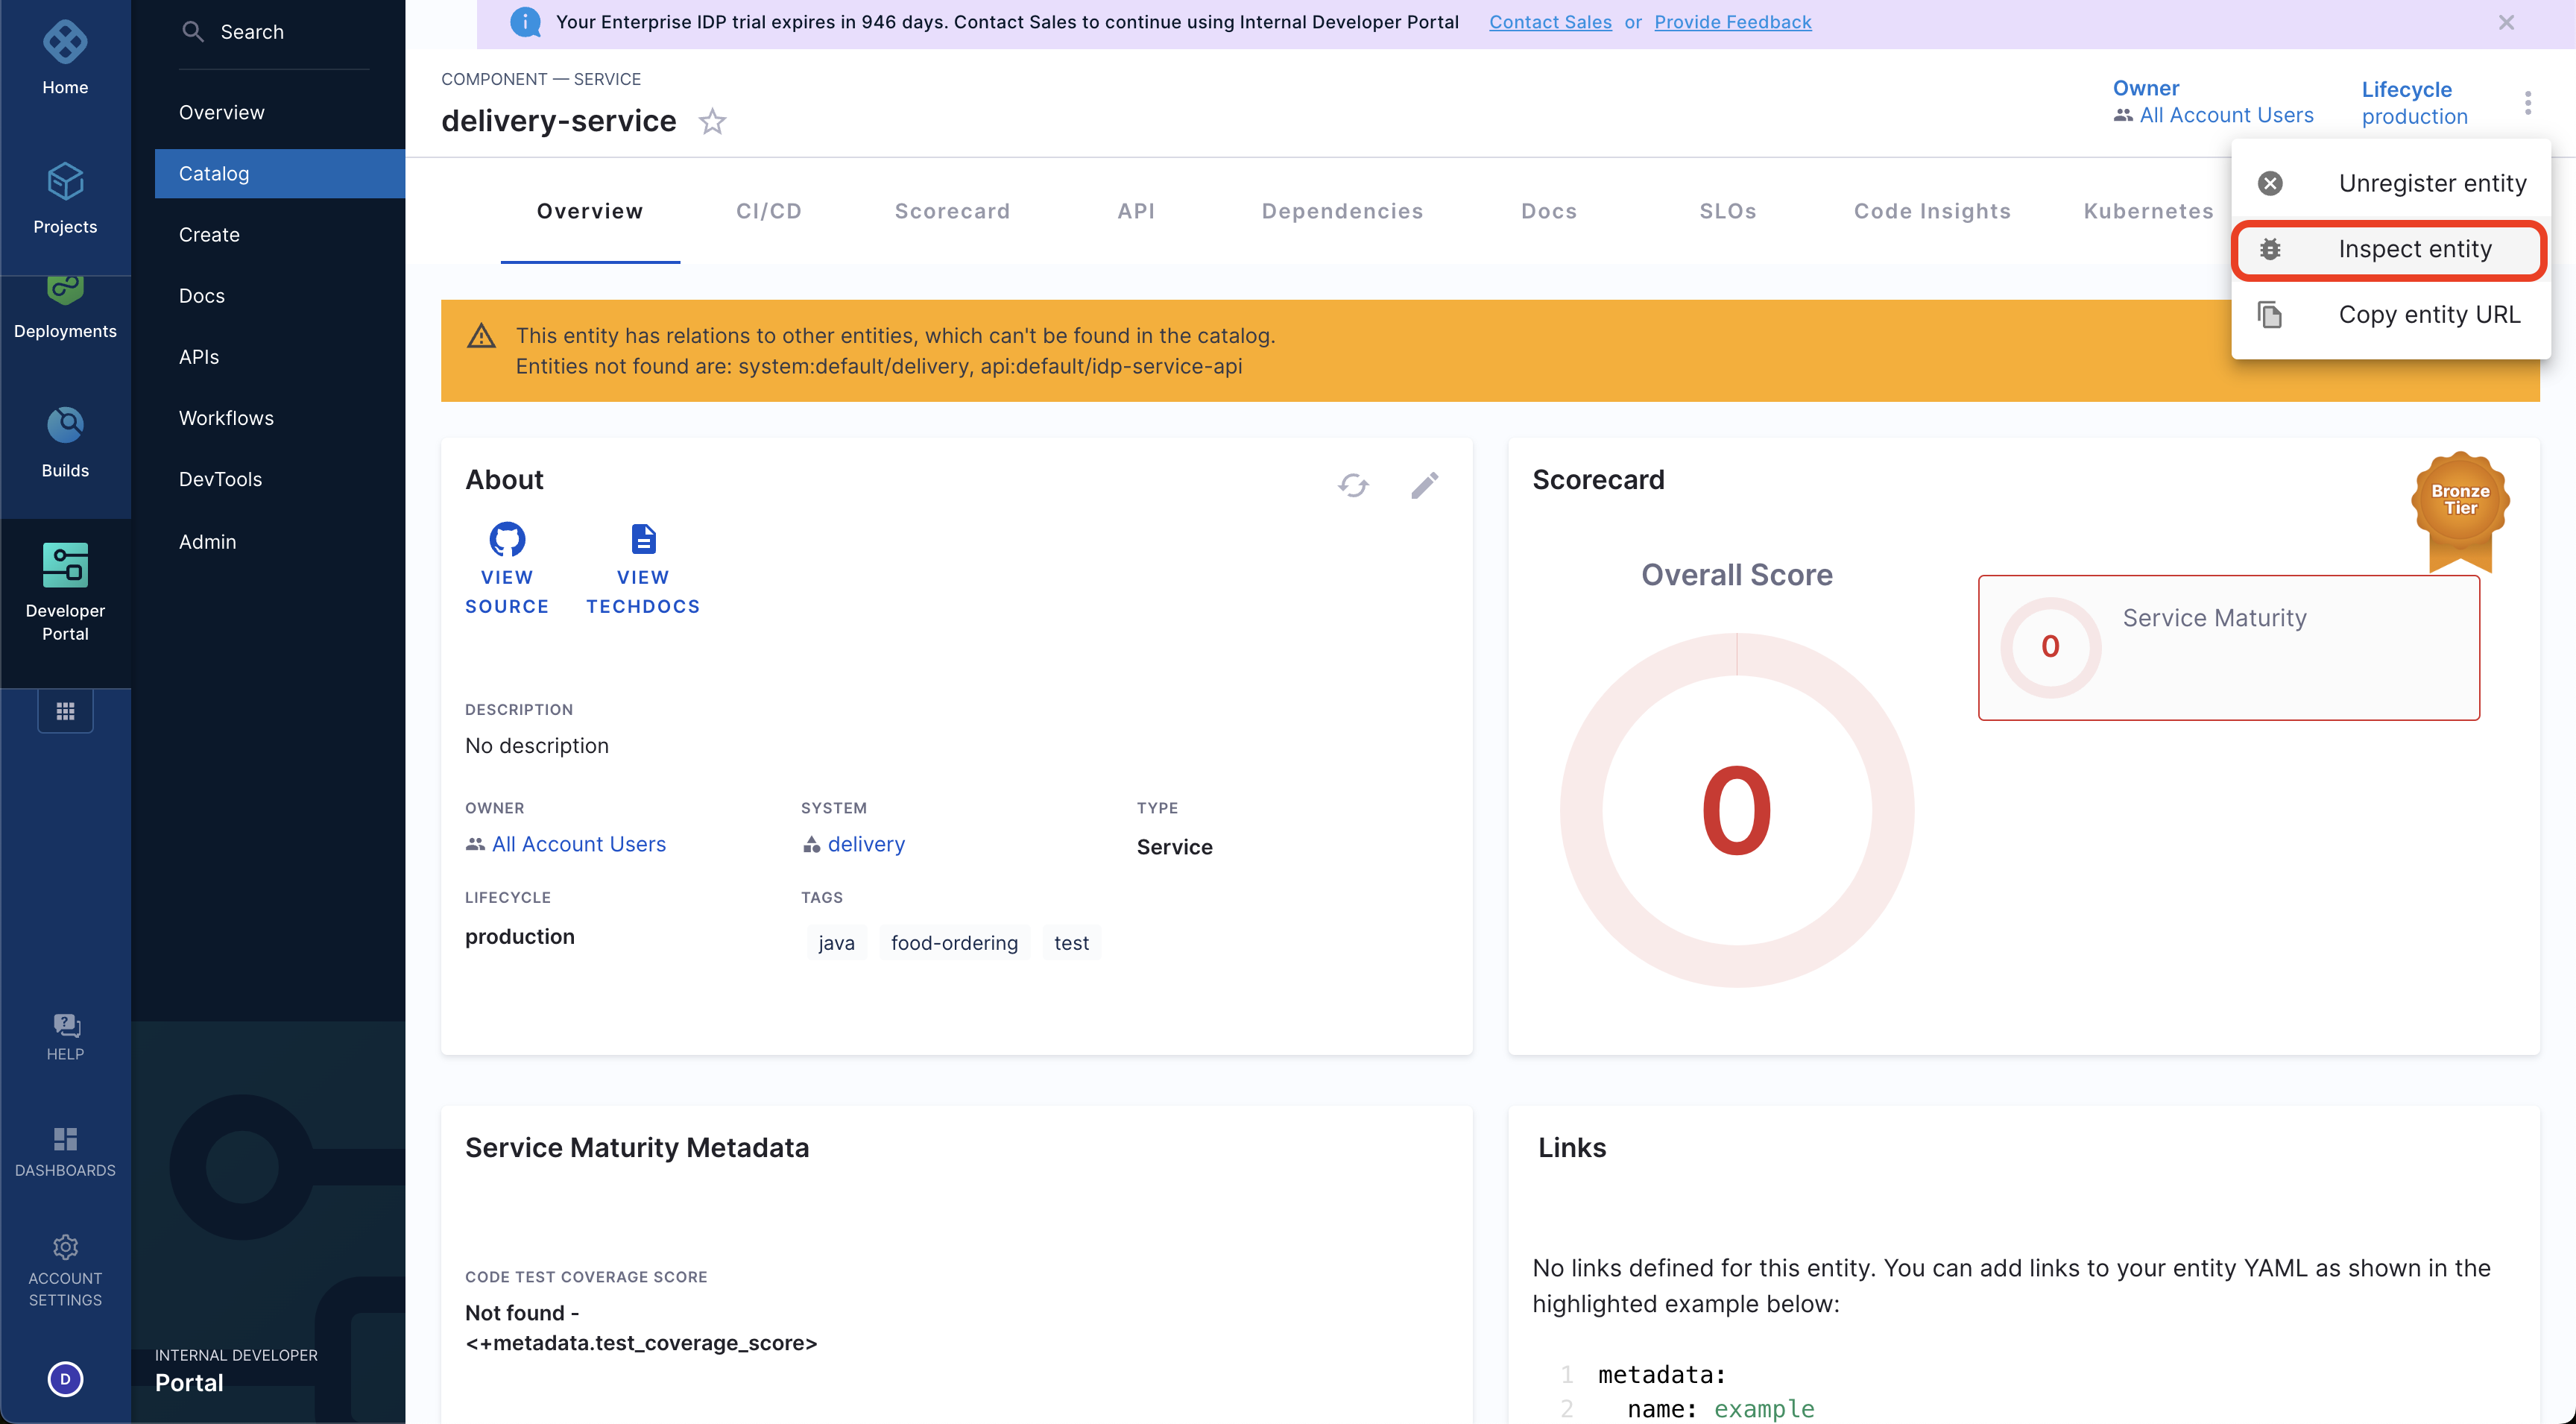 Home
Projects
Deployments
Builds
Developer
Portal
HELP
DASHBOARDS
ACCOUNT
SETTINGS
D
Search
Overview
Catalog
Create
Docs
APIs
Workflows
DevTools
Admin
INTERNAL DEVELOPER
Portal
Your Enterprise IDP trial expires in 946 days. Contact Sales to continue using Internal Developer Portal Contact Sales or Provide Feedback
COMPONENT — SERVICE
delivery-service
Owner
All Account Users
Lifecycle
production
Unregister entity
Inspect entity
Copy entity URL
Overview CI/CD Scorecard API Dependencies Docs SLOs Code Insights Kubernetes
This entity has relations to other entities, which can't be found in the catalog.
Entities not found are: system:default/delivery, api:default/idp-service-api
About
VIEW
SOURCE
VIEW
TECHDOCS
DESCRIPTION
No description
OWNER
All Account Users
SYSTEM
delivery
TYPE
Service
LIFECYCLE
production
TAGS
java food-ordering test
Scorecard
Bronze
Tier
Overall Score
0
0
Service Maturity
Service Maturity Metadata
CODE TEST COVERAGE SCORE
Not found -
<+metadata.test_coverage_score>
Links
No links defined for this entity. You can add links to your entity YAML as shown in the
highlighted example below:
1 metadata:
2 name: example